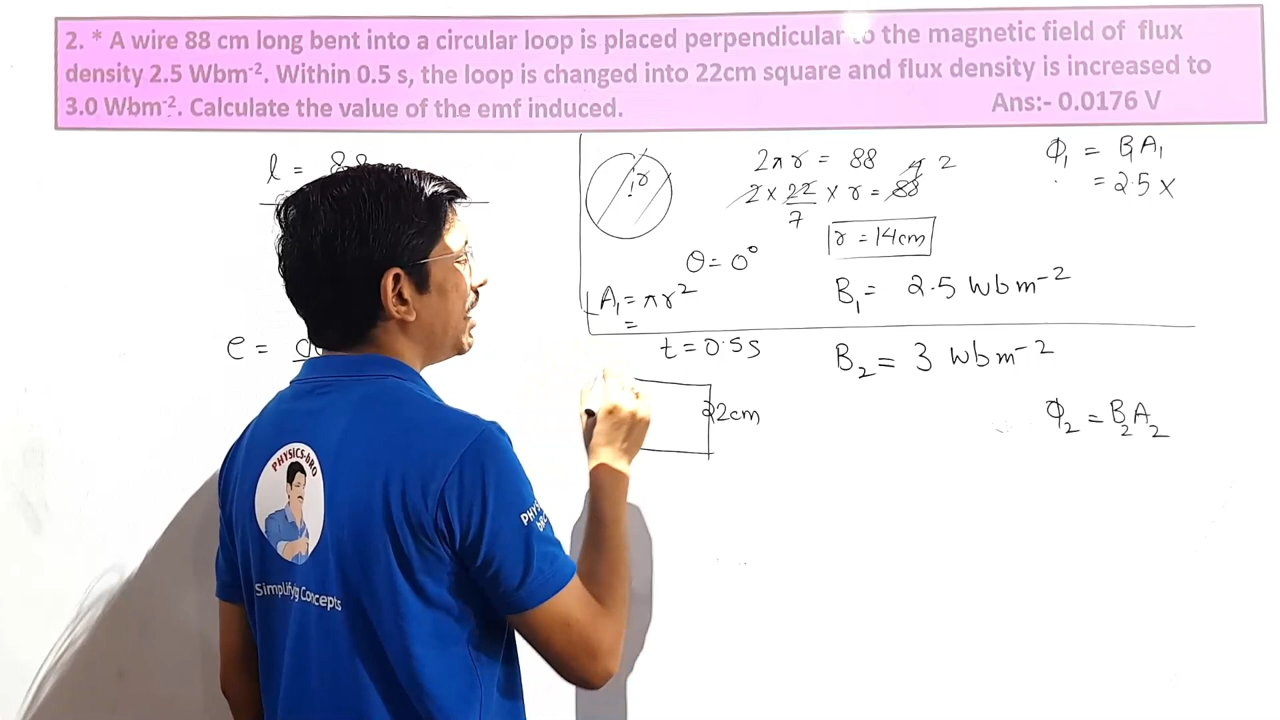 2. * A wire 88 cm long bent into a circular loop is placed perpendicular to the magnetic field of flux
density 2.5 Wbm⁻². Within 0.5 s, the loop is changed into 22cm square and flux density is increased to
3.0 Wbm⁻². Calculate the value of the emf induced. Ans:- 0.0176 V
l = 88
r
2πr = 88
2 × 22/7 × r = 88 4 2
r = 14cm
θ = 0°
A₁ = πr²
=
B₁ = 2.5 Wbm⁻²
ϕ₁ = B₁A₁
= 2.5 ×
e =
t = 0.5s
B₂ = 3 Wbm⁻²
22cm
ϕ₂ = B₂A₂
PHYSICS-bRO
Simplifyig Concepts